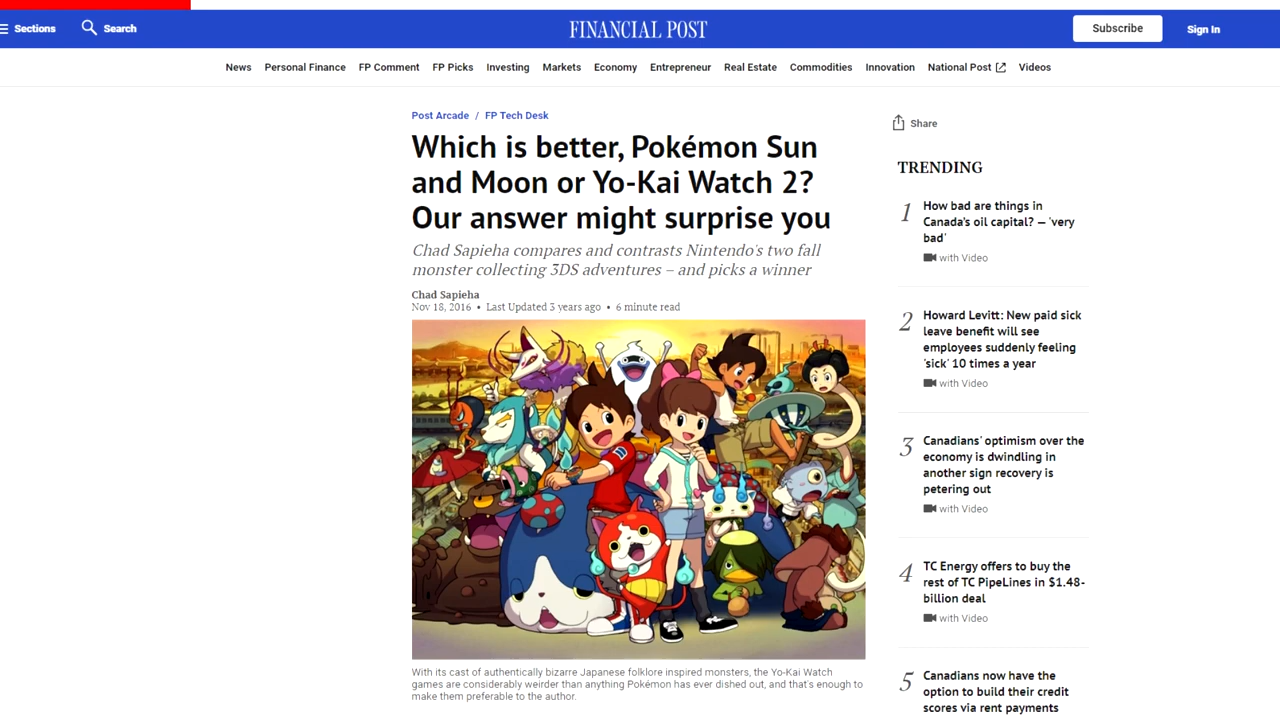 Sections
Search
FINANCIAL POST
Subscribe
Sign In
News
Personal Finance
FP Comment
FP Picks
Investing
Markets
Economy
Entrepreneur
Real Estate
Commodities
Innovation
National Post
Videos
Post Arcade / FP Tech Desk
Which is better, Pokémon Sun
and Moon or Yo-Kai Watch 2?
Our answer might surprise you
Chad Sapieha compares and contrasts Nintendo's two fall
monster collecting 3DS adventures – and picks a winner
Chad Sapieha
Nov 18, 2016 • Last Updated 3 years ago • 6 minute read
With its cast of authentically bizarre Japanese folklore inspired monsters, the Yo-Kai Watch
games are considerably weirder than anything Pokémon has ever dished out, and that's enough to
make them preferable to the author.
Share
TRENDING
1
How bad are things in
Canada's oil capital? — 'very
bad'
with Video
2
Howard Levitt: New paid sick
leave benefit will see
employees suddenly feeling
'sick' 10 times a year
with Video
3
Canadians' optimism over the
economy is dwindling in
another sign recovery is
petering out
with Video
4
TC Energy offers to buy the
rest of TC PipeLines in $1.48-
billion deal
with Video
5
Canadians now have the
option to build their credit
scores via rent payments